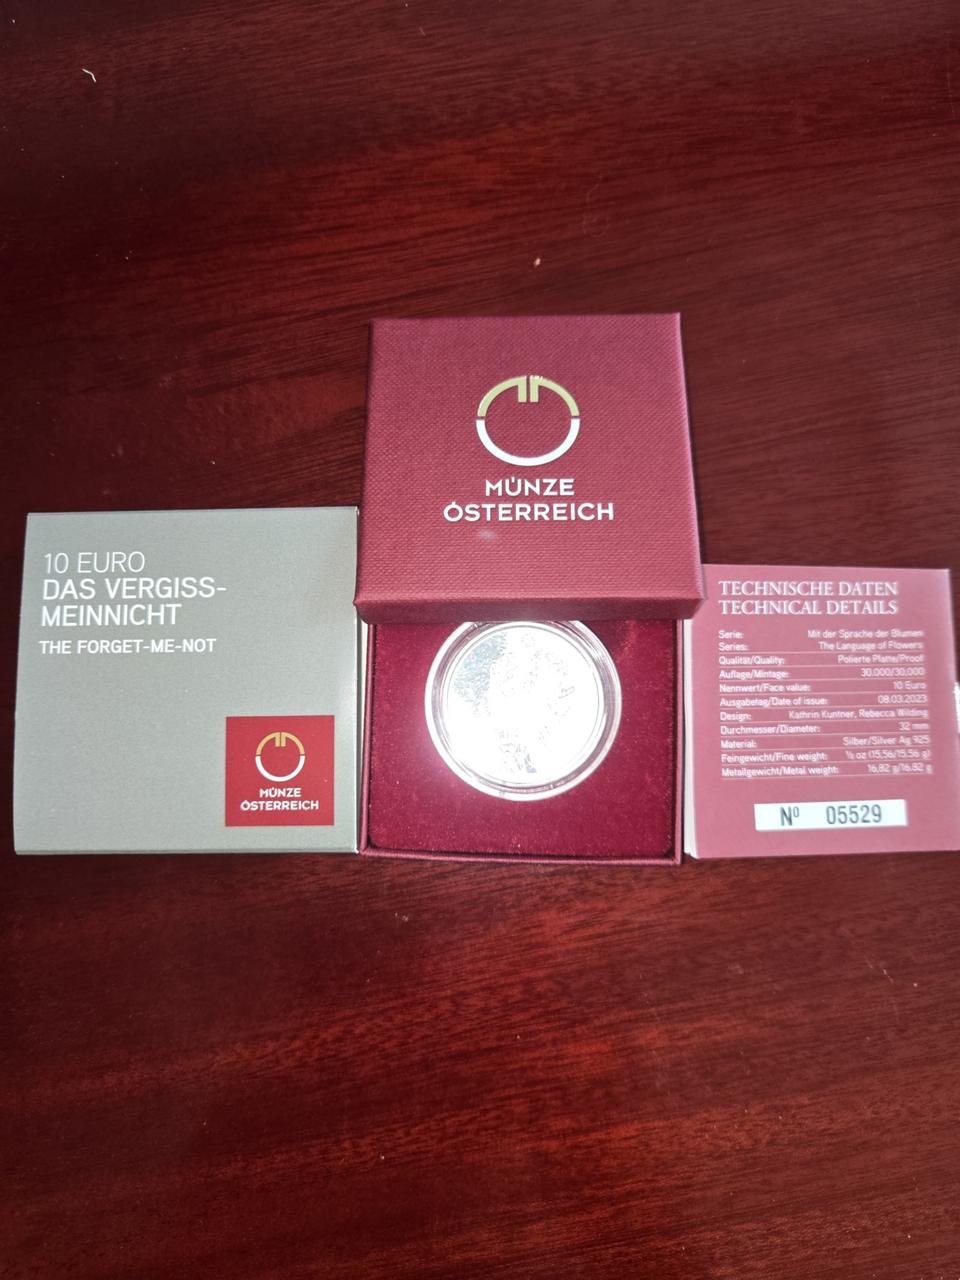 10 EURO
DAS VERGISS-
MEINNICHT
THE FORGET-ME-NOT
MÜNZE
ÖSTERREICH
MÜNZE
ÖSTERREICH
TECHNISCHE DATEN
TECHNICAL DETAILS
Serie: Mit der Sprache der Blumen
Series: The Language of Flowers
Qualität/Quality: Polierte Platte/Proof
Auflage/Mintage: 30.000/30,000
Nennwert/Face value: 10 Euro
Ausgabetag/Date of issue: 08.03.2023
Design: Kathrin Kuntner, Rebecca Wilding
Durchmesser/Diameter: 32 mm
Material: Silber/Silver Ag 925
Feingewicht/Fine weight: ½ oz (15,56/15.56 g)
Metallgewicht/Metal weight: 16,82 g/16.82 g
Nº 05529